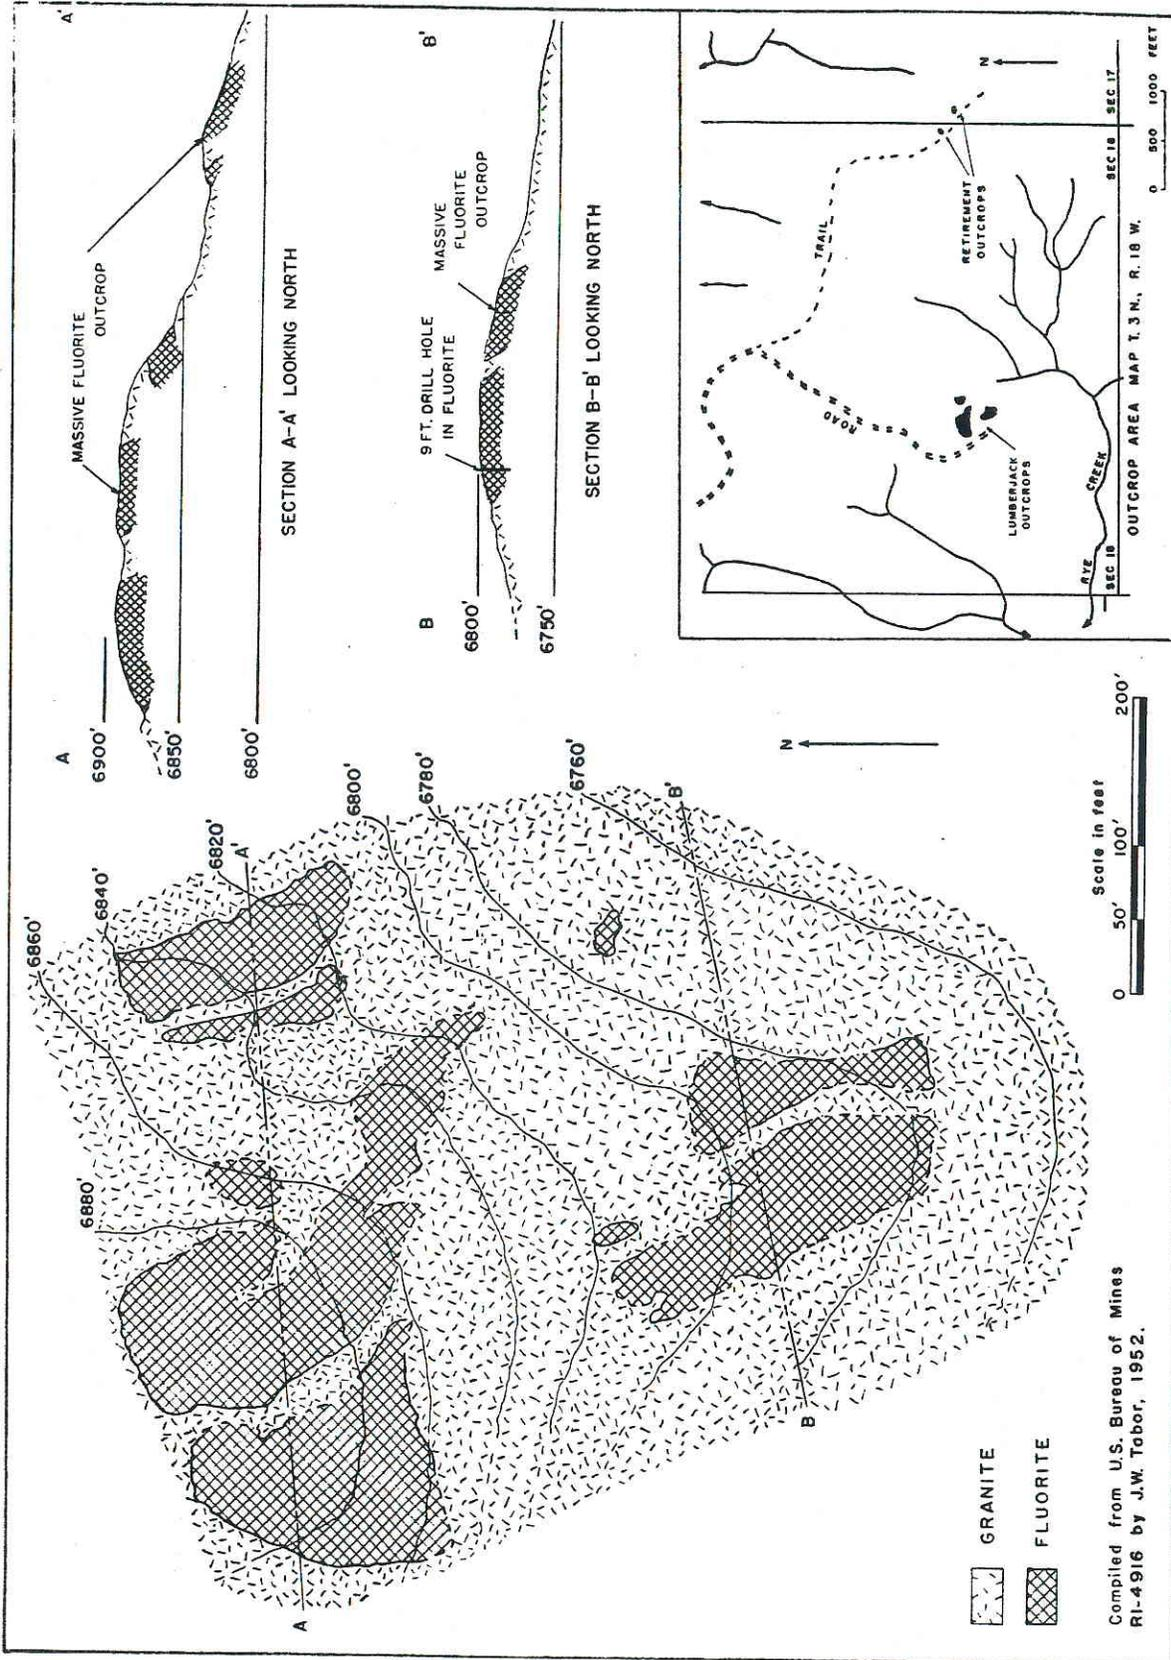 6860'
6840'
6820'
A'
6880'
6800'
6780'
6760'
A
B
B'
N
GRANITE
FLUORITE
Compiled from U.S. Bureau of Mines
RI-4916 by J.W. Tabor, 1952.
Scale in feet
0 50' 100' 200'
A
A'
6900'
6850'
6800'
MASSIVE FLUORITE
OUTCROP
SECTION A-A' LOOKING NORTH
B
B'
6800'
6750'
9 FT. DRILL HOLE
IN FLUORITE
MASSIVE
FLUORITE
OUTCROP
SECTION B-B' LOOKING NORTH
TRAIL
ROAD
N
RETIREMENT
OUTCROPS
LUMBERJACK
OUTCROPS
RYE CREEK
SEC 18
SEC 18 SEC 17
OUTCROP AREA MAP T. 3 N., R. 18 W.
0 500 1000 FEET